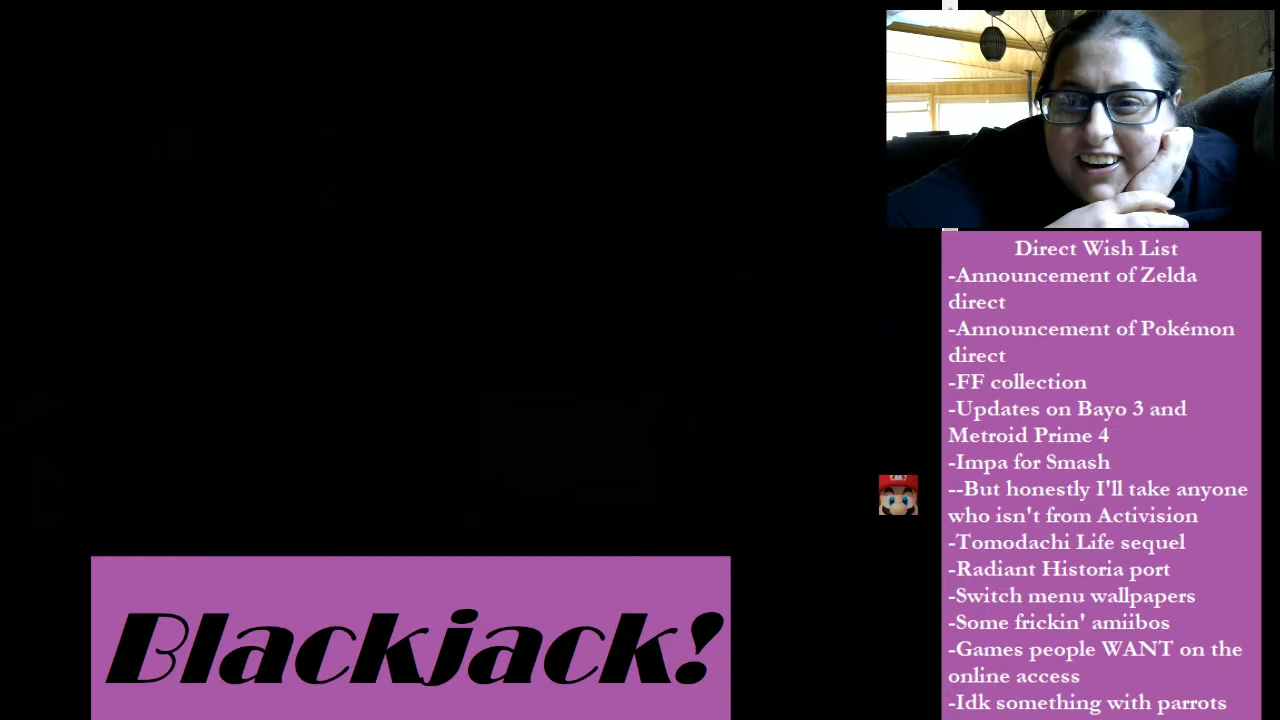 Direct Wish List
-Announcement of Zelda
direct
-Announcement of Pokémon
direct
-FF collection
-Updates on Bayo 3 and
Metroid Prime 4
-Impa for Smash
--But honestly I'll take anyone
who isn't from Activision
-Tomodachi Life sequel
-Radiant Historia port
-Switch menu wallpapers
-Some frickin' amiibos
-Games people WANT on the
online access
-Idk something with parrots
Blackjack!